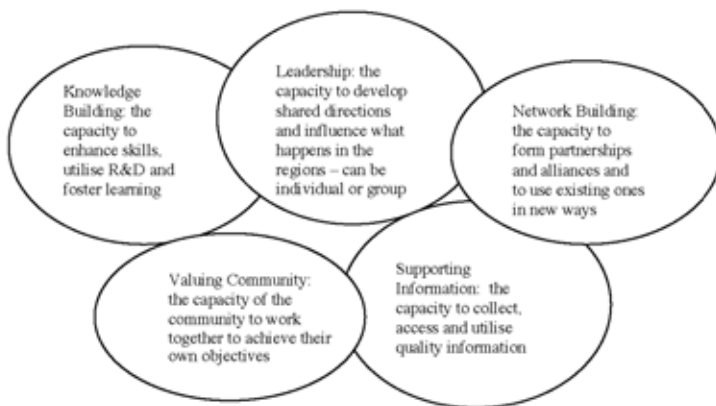 Knowledge
Building: the
capacity to
enhance skills,
utilise R&D and
foster learning
Leadership: the
capacity to develop
shared directions
and influence what
happens in the
regions – can be
individual or group
Network Building:
the capacity to
form partnerships
and alliances and
to use existing ones
in new ways
Valuing Community:
the capacity of the
community to work
together to achieve their
own objectives
Supporting
Information: the
capacity to collect,
access and utilise
quality information